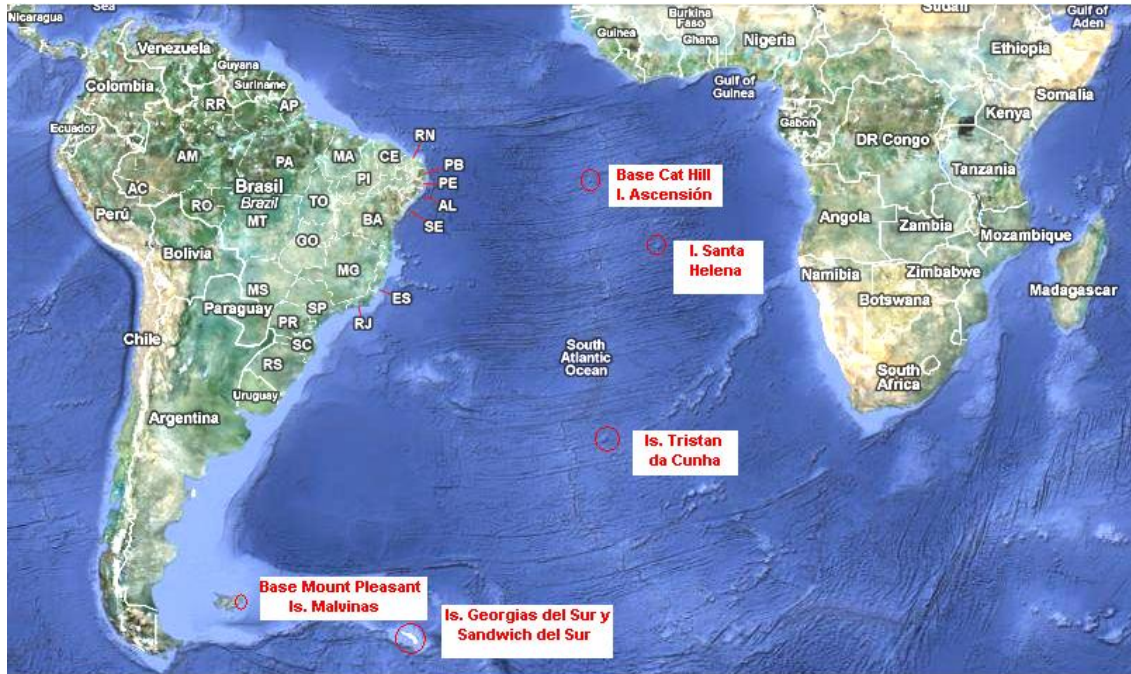 Nicaragua
Sea
Venezuela
Guyana
Suriname
Colombia
RR
AP
Ecuador
AM
PA
MA
CE
RN
PB
PI
PE
AL
SE
AC
RO
Brasil
Brazil
TO
BA
MT
Perú
GO
Bolivia
MG
MS
ES
Paraguay
SP
RJ
PR
SC
Chile
RS
Uruguay
Argentina
Burkina
Faso
Guinea
Ghana
Nigeria
Sudan
Gulf of
Aden
Ethiopia
Gulf of
Guinea
Somalia
Kenya
Gabon
DR Congo
Tanzania
Base Cat Hill
I. Ascensión
Angola
Zambia
Mozambique
I. Santa
Helena
Namibia
Zimbabwe
Botswana
Madagascar
South
Atlantic
Ocean
South
Africa
Is. Tristan
da Cunha
Base Mount Pleasant
Is. Malvinas
Is. Georgias del Sur y
Sandwich del Sur